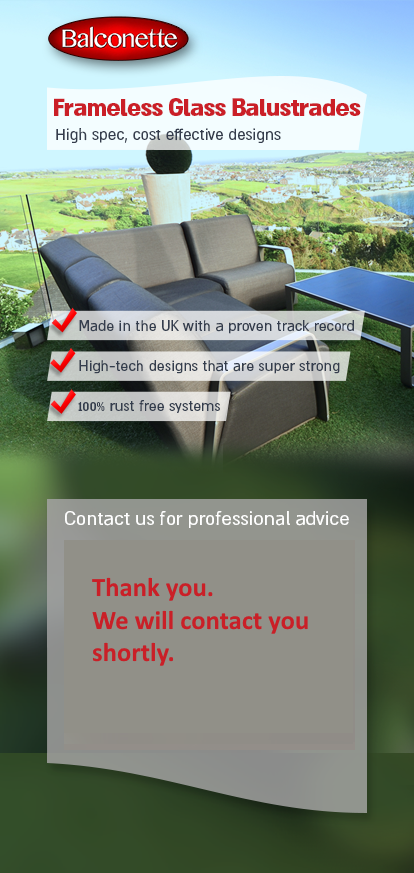 Balconette
Frameless Glass Balustrades
High spec, cost effective designs
Made in the UK with a proven track record
High-tech designs that are super strong
100% rust free systems
Contact us for professional advice
Thank you.
We will contact you
shortly.